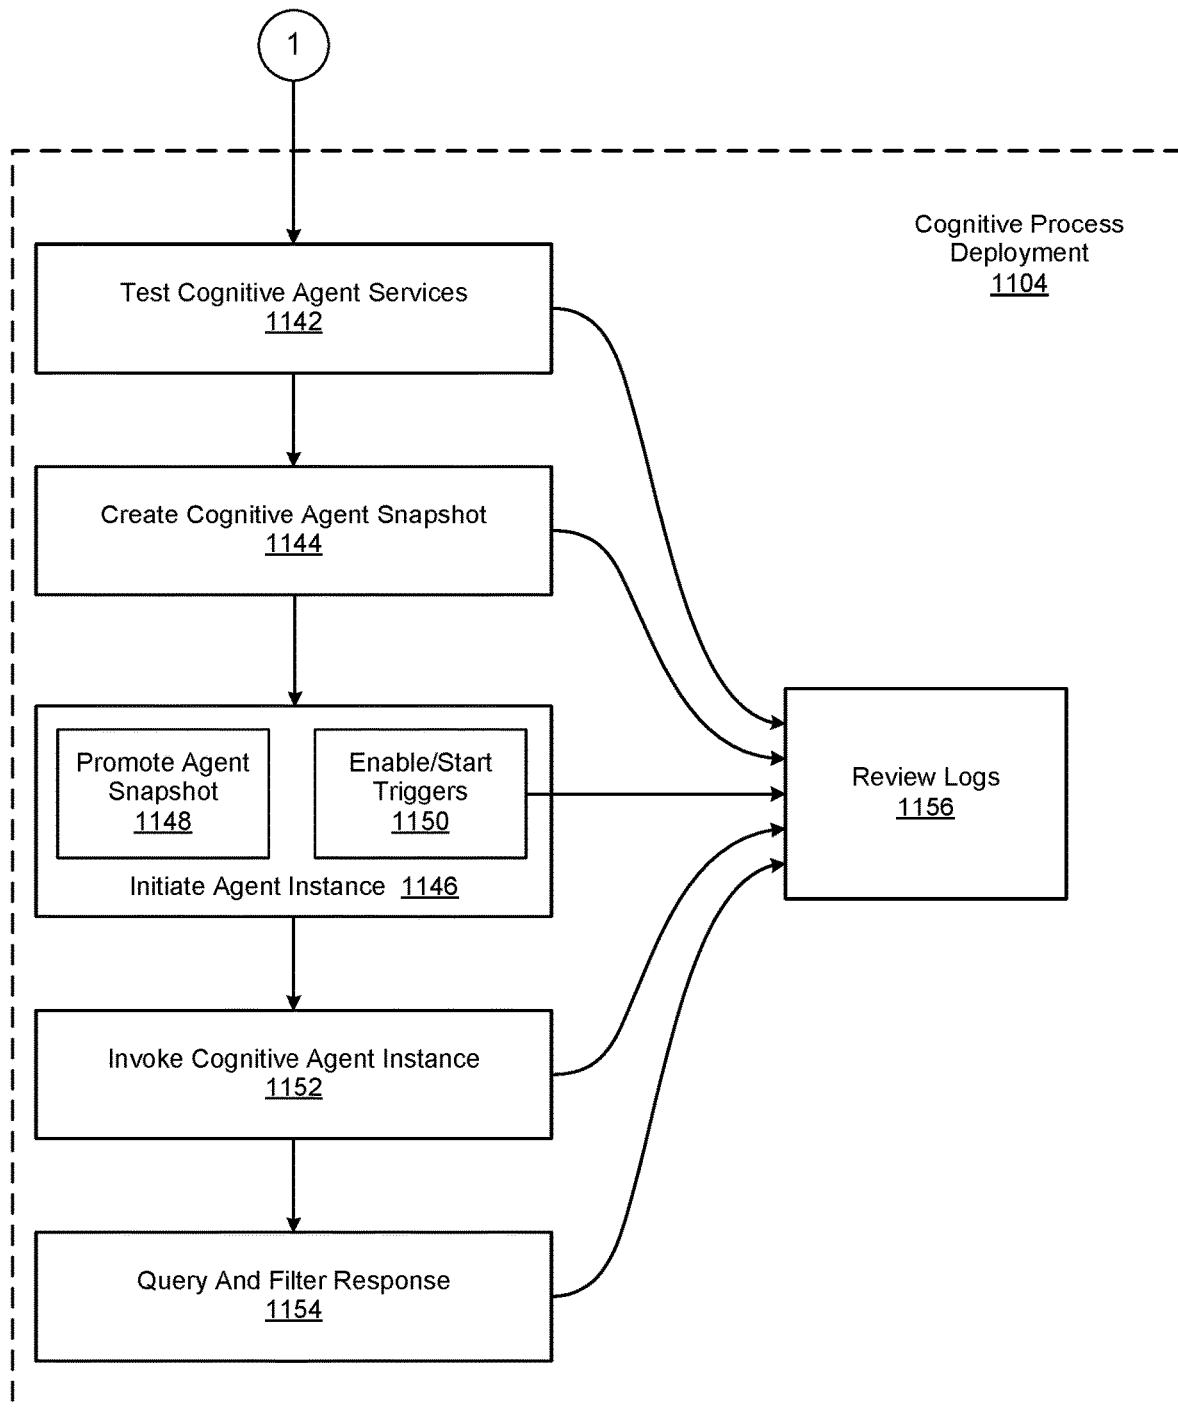 1
Cognitive Process
Deployment
1104
Test Cognitive Agent Services
1142
Create Cognitive Agent Snapshot
1144
Promote Agent
Snapshot
1148
Enable/Start
Triggers
1150
Initiate Agent Instance 1146
Review Logs
1156
Invoke Cognitive Agent Instance
1152
Query And Filter Response
1154